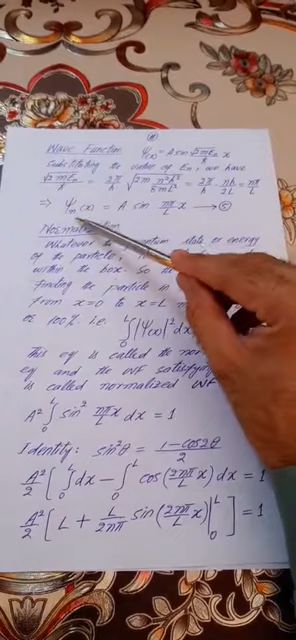 Wave Function ψ(x) = A sin √2mEn/ħ x
Substituting the value of En, we have
√2mEn/ħ = 2π/h √2m n²h²/8mL² = 2π/h · nh/2L = nπ/L
⇒ ψn(x) = A sin nπ/L x → ⑤
Normalization
Whatever the quantum state or energy
of the particle,
within the box. So
finding the particle in
from x=0 to x=L
or 100% i.e. ∫₀ᴸ |ψ(x)|² dx
This eq is called the
eq and the WF satisfying
is called normalized WF
A² ∫₀ᴸ sin² nπ/L x dx = 1
Identity: sin²θ = 1-cos2θ/2
A²/2 [ ∫₀ᴸ dx - ∫₀ᴸ cos(2nπ/L x) dx = 1
A²/2 [ L + L/2nπ sin(2nπ/L x) |₀ᴸ ] = 1